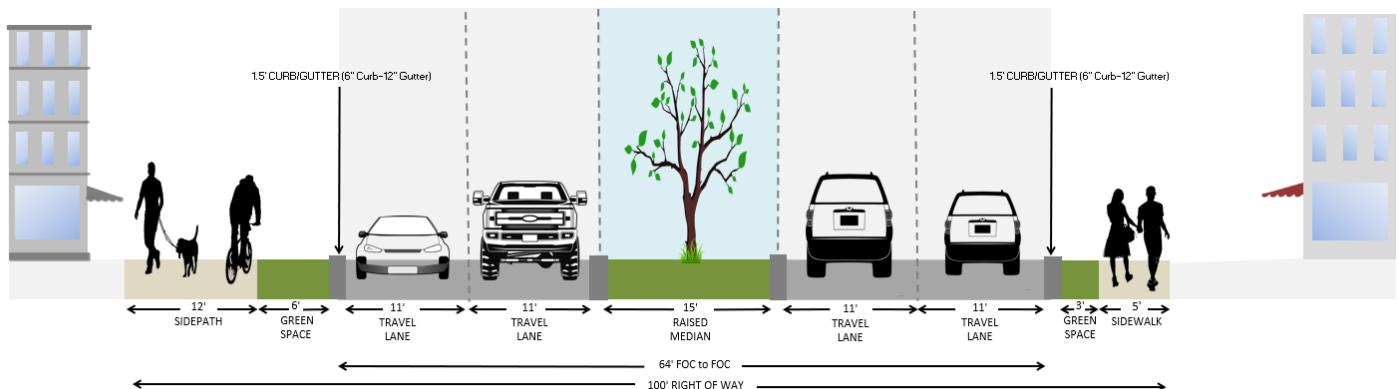 1.5' CURB/GUTTER (6" Curb-12" Gutter)
1.5' CURB/GUTTER (6" Curb-12" Gutter)
12'
SIDEPATH
6'
GREEN
SPACE
11'
TRAVEL
LANE
11'
TRAVEL
LANE
15'
RAISED
MEDIAN
11'
TRAVEL
LANE
11'
TRAVEL
LANE
3'
GREEN
SPACE
5'
SIDEWALK
64' FOC to FOC
100' RIGHT OF WAY